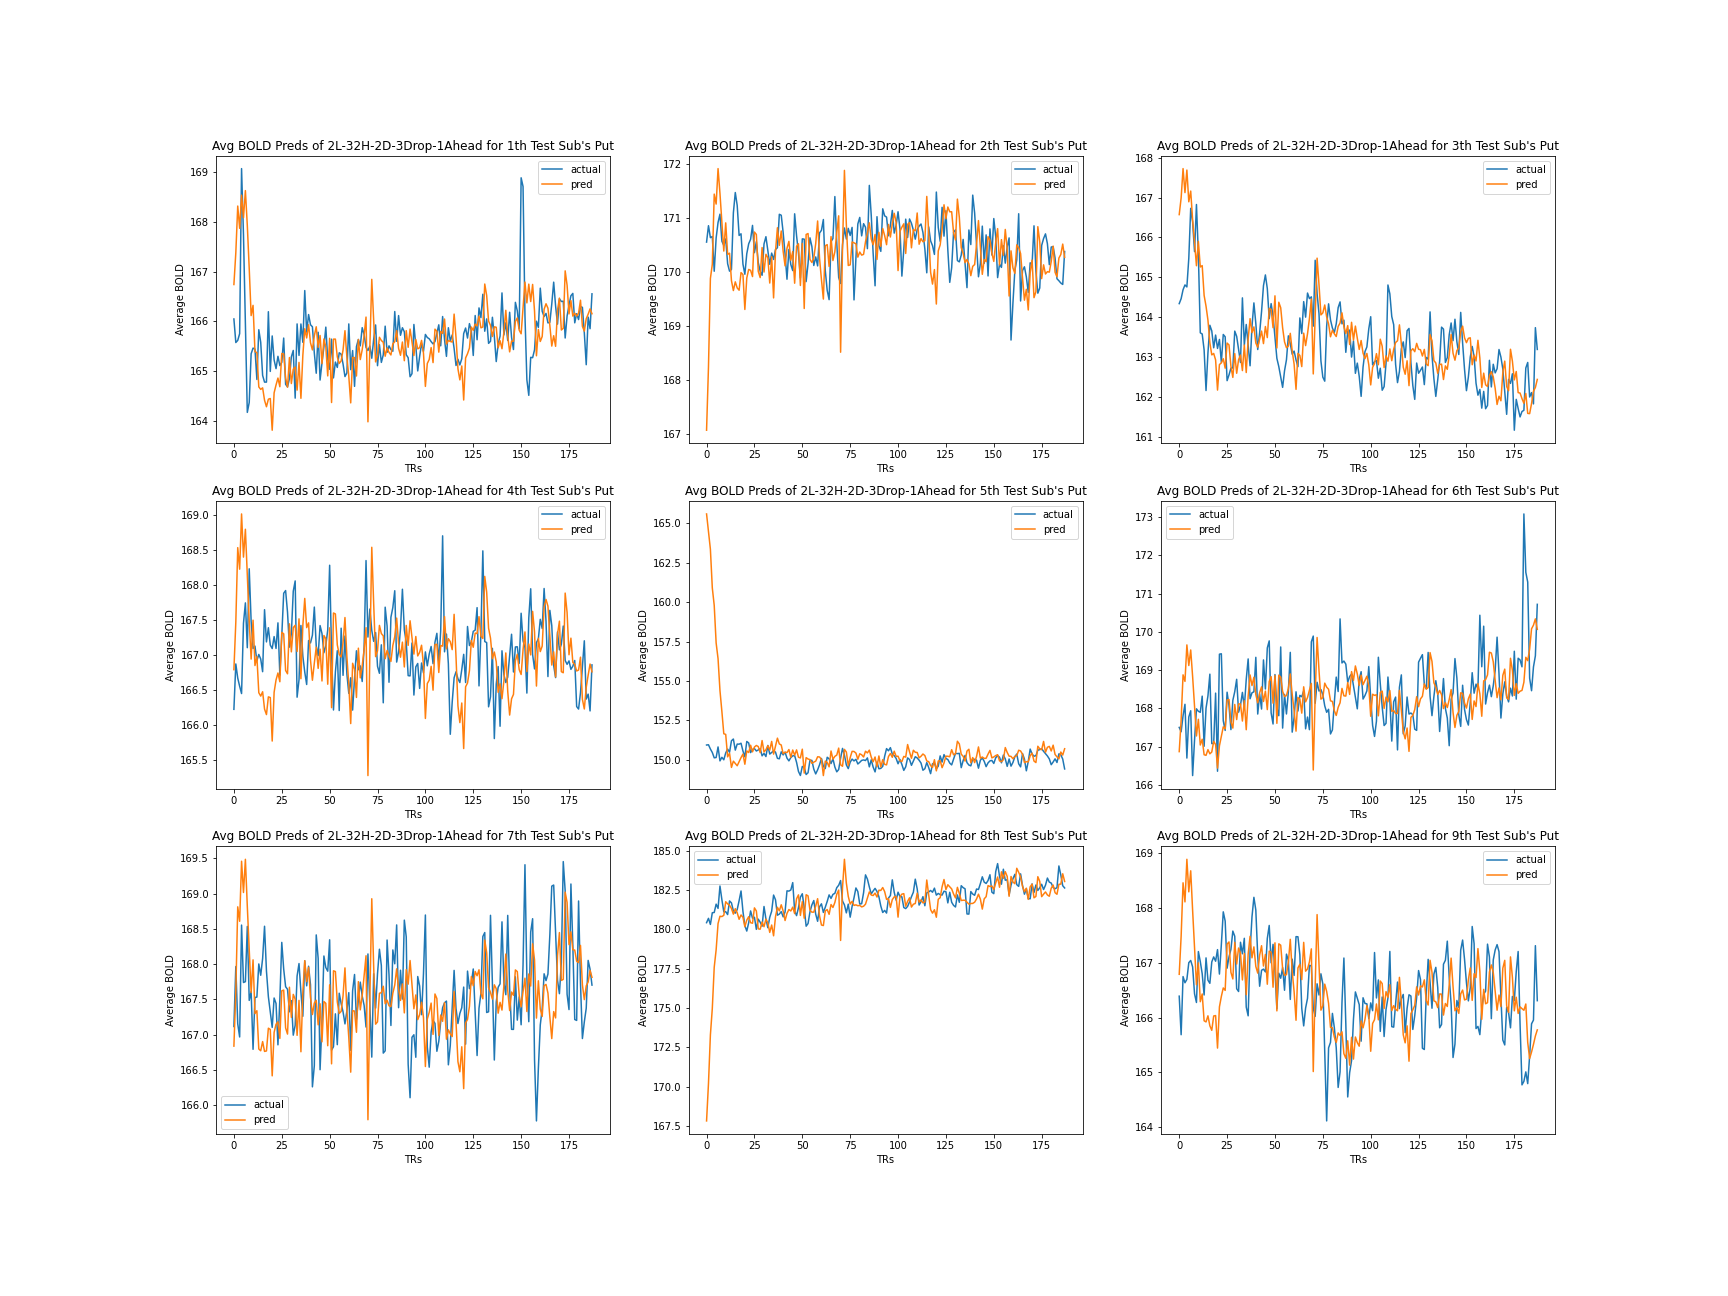 Avg BOLD Preds of 2L-32H-2D-3Drop-1Ahead for 1th Test Sub's Put
169
168
167
166
165
164
Average BOLD
actual
pred
0 25 50 75 100 125 150 175
TRs
Avg BOLD Preds of 2L-32H-2D-3Drop-1Ahead for 2th Test Sub's Put
172
171
170
169
168
167
Average BOLD
actual
pred
0 25 50 75 100 125 150 175
TRs
Avg BOLD Preds of 2L-32H-2D-3Drop-1Ahead for 3th Test Sub's Put
168
167
166
165
164
163
162
161
Average BOLD
actual
pred
0 25 50 75 100 125 150 175
TRs
Avg BOLD Preds of 2L-32H-2D-3Drop-1Ahead for 4th Test Sub's Put
169.0
168.5
168.0
167.5
167.0
166.5
166.0
165.5
Average BOLD
actual
pred
0 25 50 75 100 125 150 175
TRs
Avg BOLD Preds of 2L-32H-2D-3Drop-1Ahead for 5th Test Sub's Put
165.0
162.5
160.0
157.5
155.0
152.5
150.0
Average BOLD
actual
pred
0 25 50 75 100 125 150 175
TRs
Avg BOLD Preds of 2L-32H-2D-3Drop-1Ahead for 6th Test Sub's Put
173
172
171
170
169
168
167
166
Average BOLD
actual
pred
0 25 50 75 100 125 150 175
TRs
Avg BOLD Preds of 2L-32H-2D-3Drop-1Ahead for 7th Test Sub's Put
169.5
169.0
168.5
168.0
167.5
167.0
166.5
166.0
Average BOLD
actual
pred
0 25 50 75 100 125 150 175
TRs
Avg BOLD Preds of 2L-32H-2D-3Drop-1Ahead for 8th Test Sub's Put
185.0
182.5
180.0
177.5
175.0
172.5
170.0
167.5
Average BOLD
actual
pred
0 25 50 75 100 125 150 175
TRs
Avg BOLD Preds of 2L-32H-2D-3Drop-1Ahead for 9th Test Sub's Put
169
168
167
166
165
164
Average BOLD
actual
pred
0 25 50 75 100 125 150 175
TRs